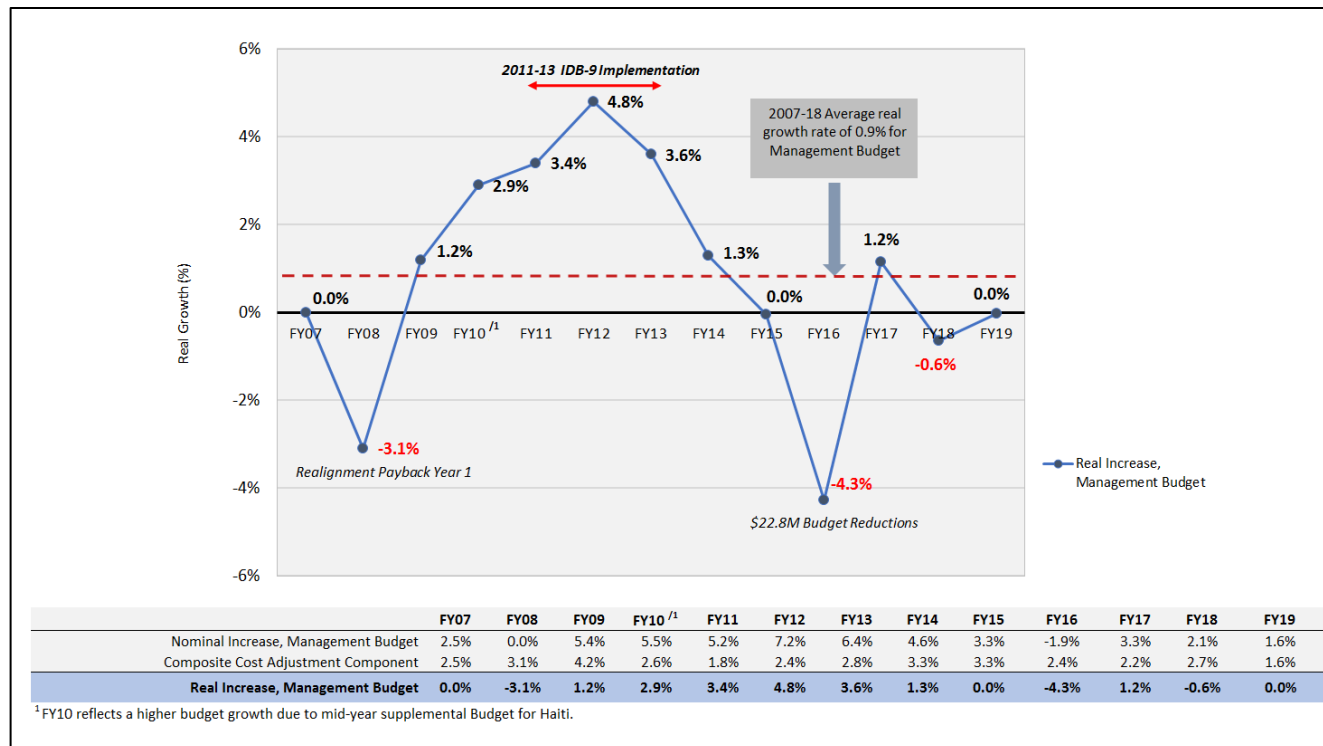 6%
2011-13 IDB-9 Implementation
4.8%
2007-18 Average real
growth rate of 0.9% for
Management Budget
4%
3.6%
3.4%
2.9%
2%
1.2%
1.3%
1.2%
Real Growth (%)
0.0%
0.0%
0.0%
0%
FY07 FY08 FY09 FY10 /1 FY11 FY12 FY13 FY14 FY15 FY16 FY17 FY18 FY19
-0.6%
-2%
-3.1%
Realignment Payback Year 1
Real Increase,
Management Budget
-4%
-4.3%
$22.8M Budget Reductions
-6%
FY07 FY08 FY09 FY10 /1 FY11 FY12 FY13 FY14 FY15 FY16 FY17 FY18 FY19
Nominal Increase, Management Budget 2.5% 0.0% 5.4% 5.5% 5.2% 7.2% 6.4% 4.6% 3.3% -1.9% 3.3% 2.1% 1.6%
Composite Cost Adjustment Component 2.5% 3.1% 4.2% 2.6% 1.8% 2.4% 2.8% 3.3% 3.3% 2.4% 2.2% 2.7% 1.6%
Real Increase, Management Budget 0.0% -3.1% 1.2% 2.9% 3.4% 4.8% 3.6% 1.3% 0.0% -4.3% 1.2% -0.6% 0.0%
1 FY10 reflects a higher budget growth due to mid-year supplemental Budget for Haiti.